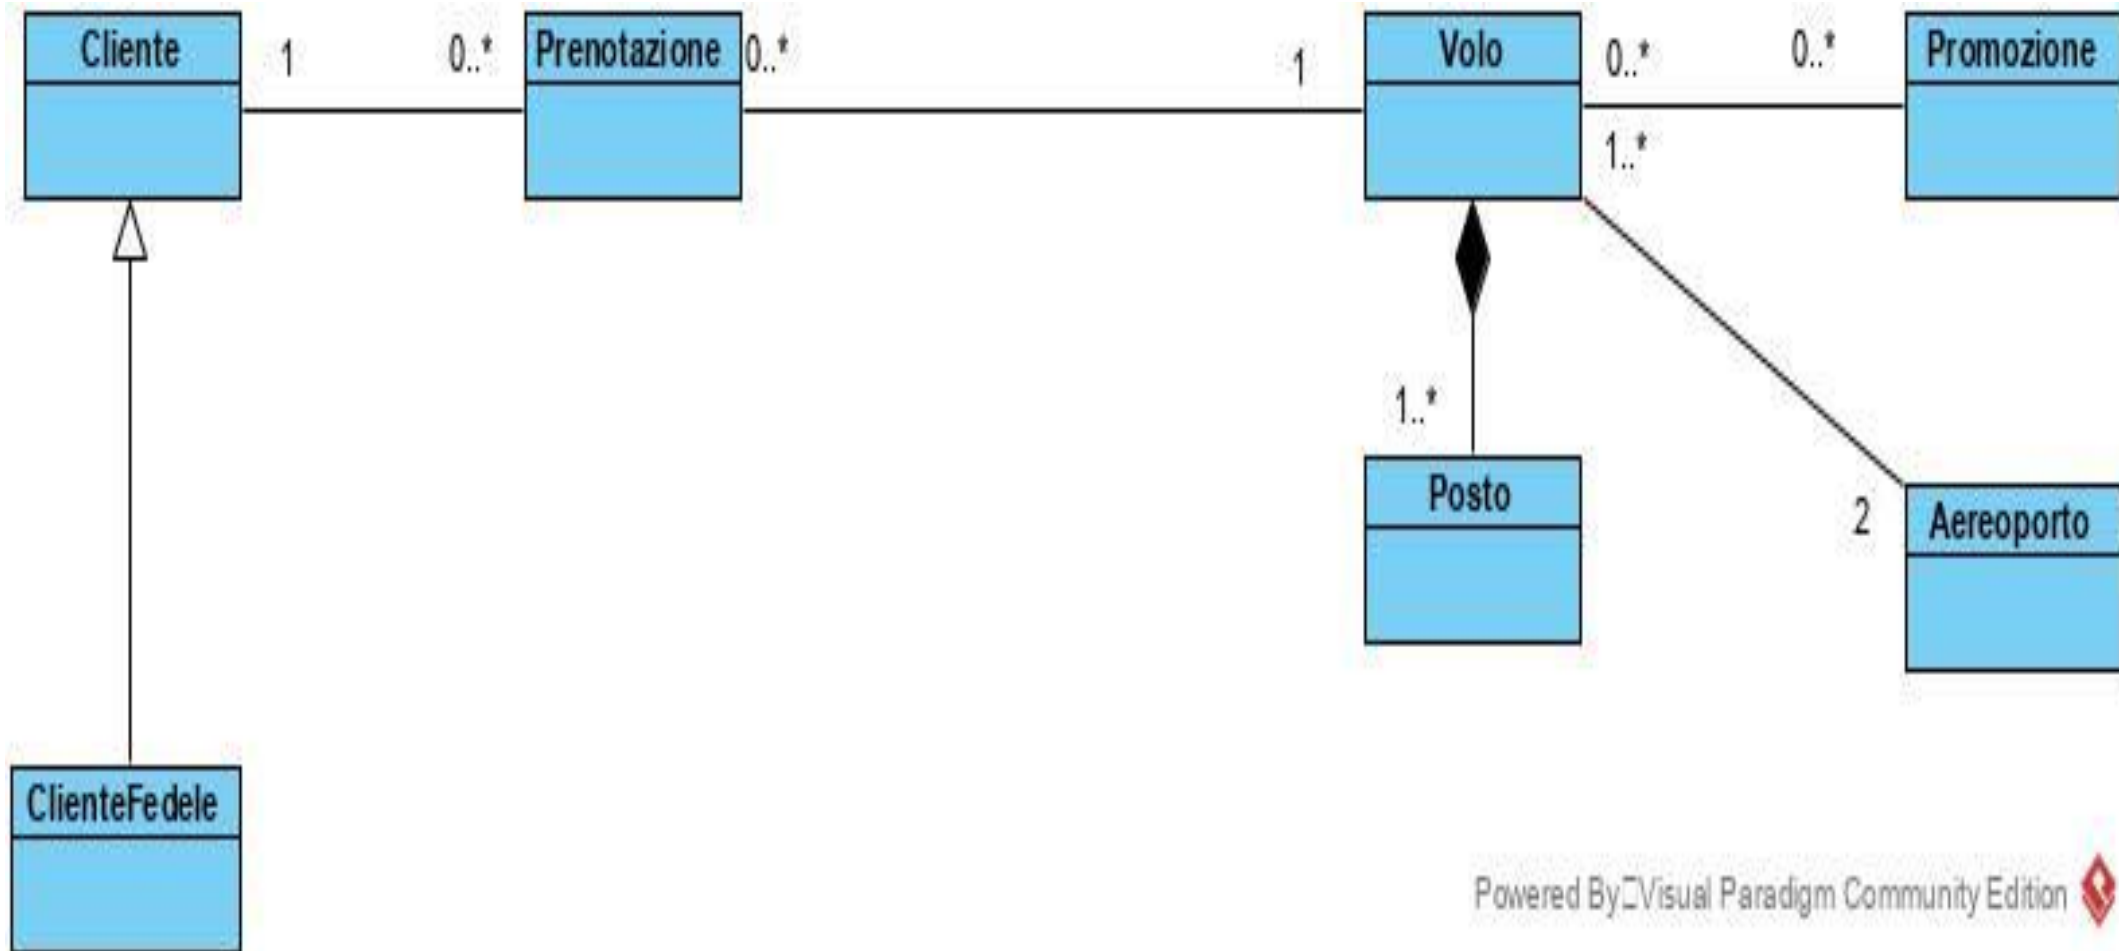 Cliente
1
0..*
Prenotazione
0..*
1
Volo
0..*
0..*
Promozione
1..*
1..*
Posto
2
Aereoporto
ClienteFedele
Powered By Visual Paradigm Community Edition